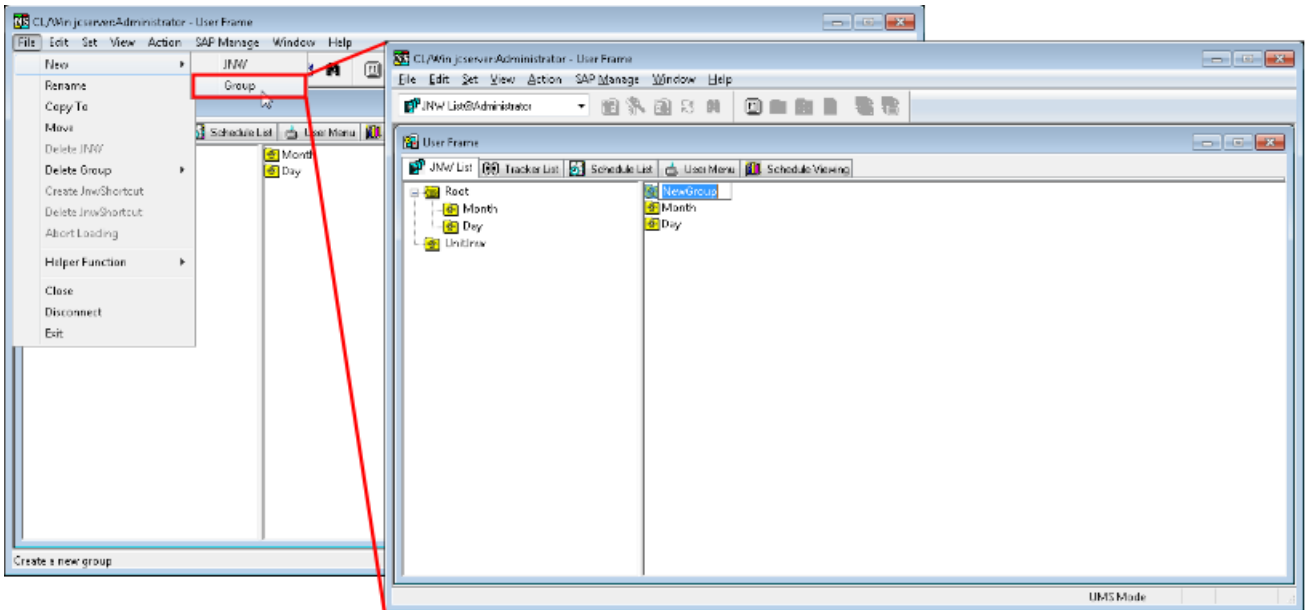 CL/Win jcserver:Administrator - User Frame
File Edit Set View Action SAP Manage Window Help
New JNW
Rename Group
Copy To
Move
Schedule List User Menu
Delete JNW
Delete Group
Create JnwShortcut
Delete JnwShortcut
Abort Loading
Helper Function
Close
Disconnect
Exit
Month
Day
Create a new group
CL/Win jcserver:Administrator - User Frame
File Edit Set View Action SAP Manage Window Help
JNW List@Administrator
User Frame
JNW List Tracker List Schedule List User Menu Schedule Viewing
Root
Month
Day
UnitJnw
NewGroup
Month
Day
UMS Mode